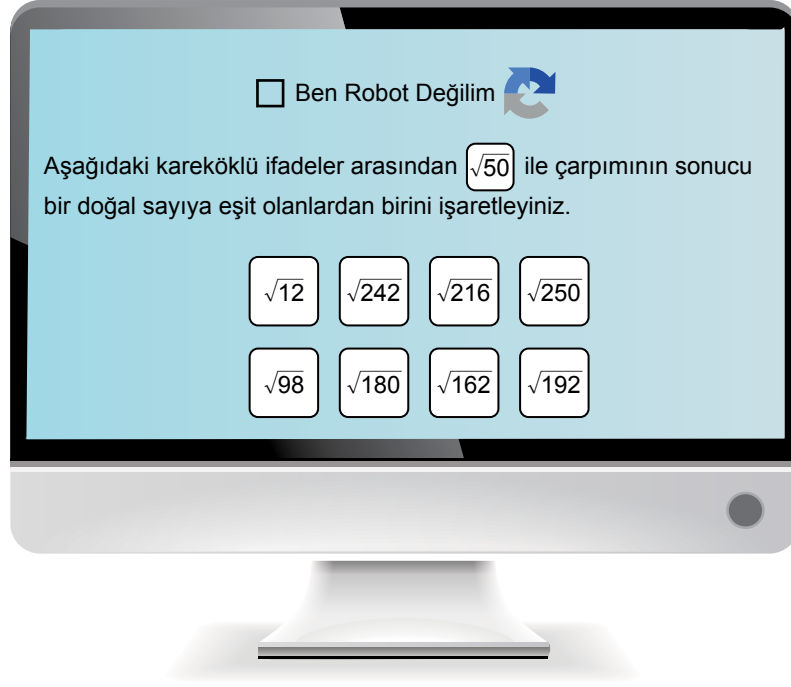 Ben Robot Değilim
Aşağıdaki kareköklü ifadeler arasından √50 ile çarpımının sonucu
bir doğal sayıya eşit olanlardan birini işaretleyiniz.
√12 √242 √216 √250
√98 √180 √162 √192